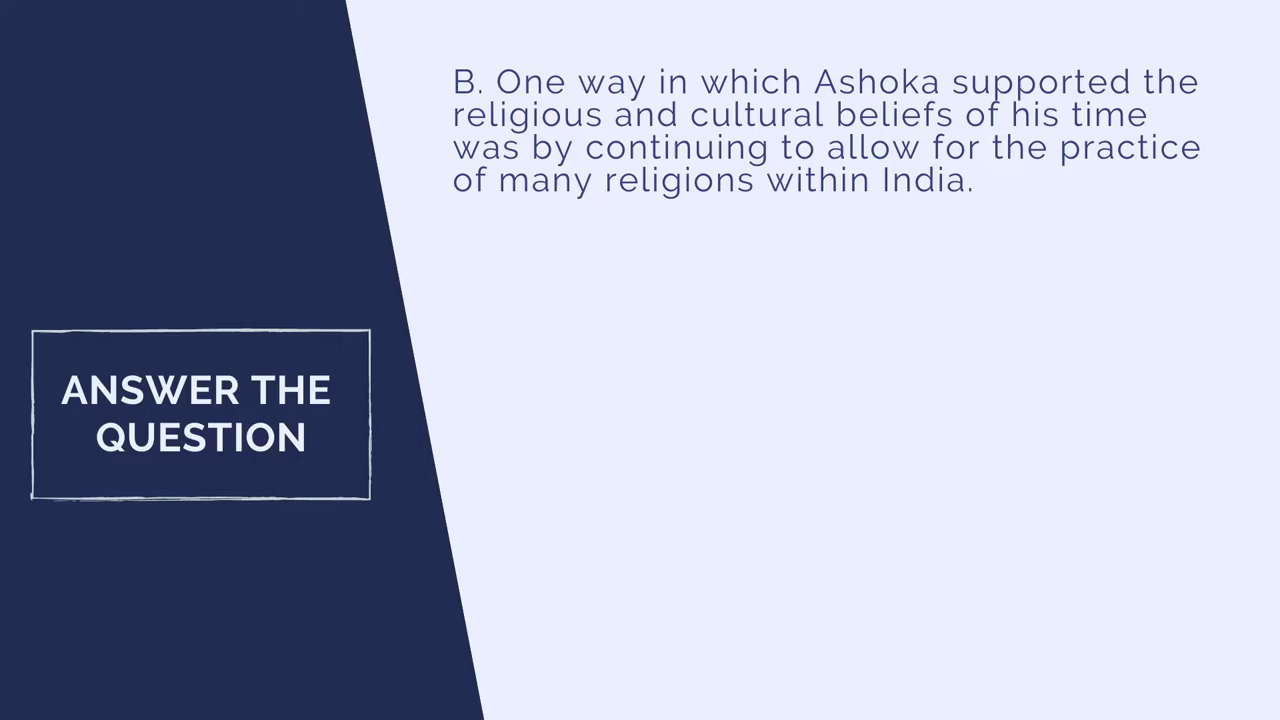 ANSWER THE
QUESTION
B. One way in which Ashoka supported the
religious and cultural beliefs of his time
was by continuing to allow for the practice
of many religions within India.